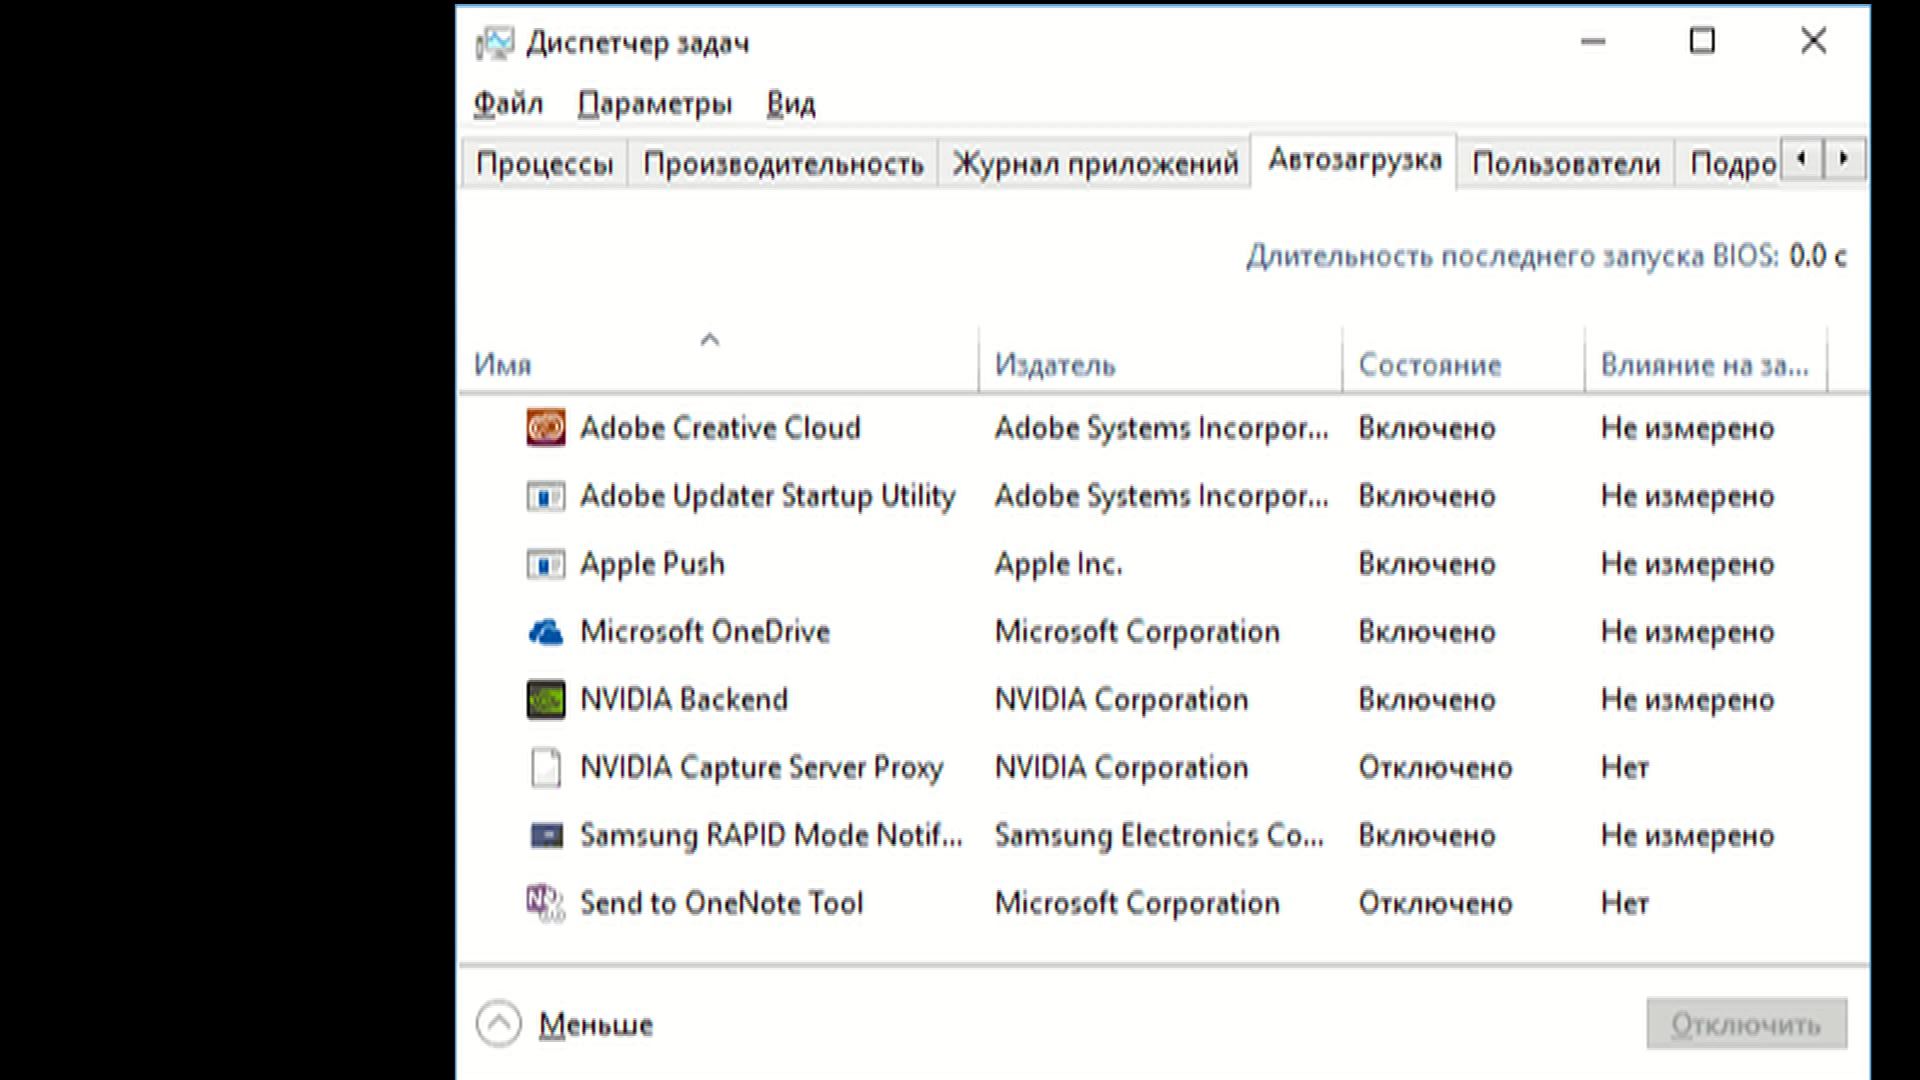 Диспетчер задач
Файл Параметры Вид
Процессы Производительность Журнал приложений Автозагрузка Пользователи Подро
Длительность последнего запуска BIOS: 0.0 с
Имя Издатель Состояние Влияние на за...
Adobe Creative Cloud Adobe Systems Incorpor... Включено Не измерено
Adobe Updater Startup Utility Adobe Systems Incorpor... Включено Не измерено
Apple Push Apple Inc. Включено Не измерено
Microsoft OneDrive Microsoft Corporation Включено Не измерено
NVIDIA Backend NVIDIA Corporation Включено Не измерено
NVIDIA Capture Server Proxy NVIDIA Corporation Отключено Нет
Samsung RAPID Mode Notif... Samsung Electronics Co... Включено Не измерено
Send to OneNote Tool Microsoft Corporation Отключено Нет
Меньше Отключить